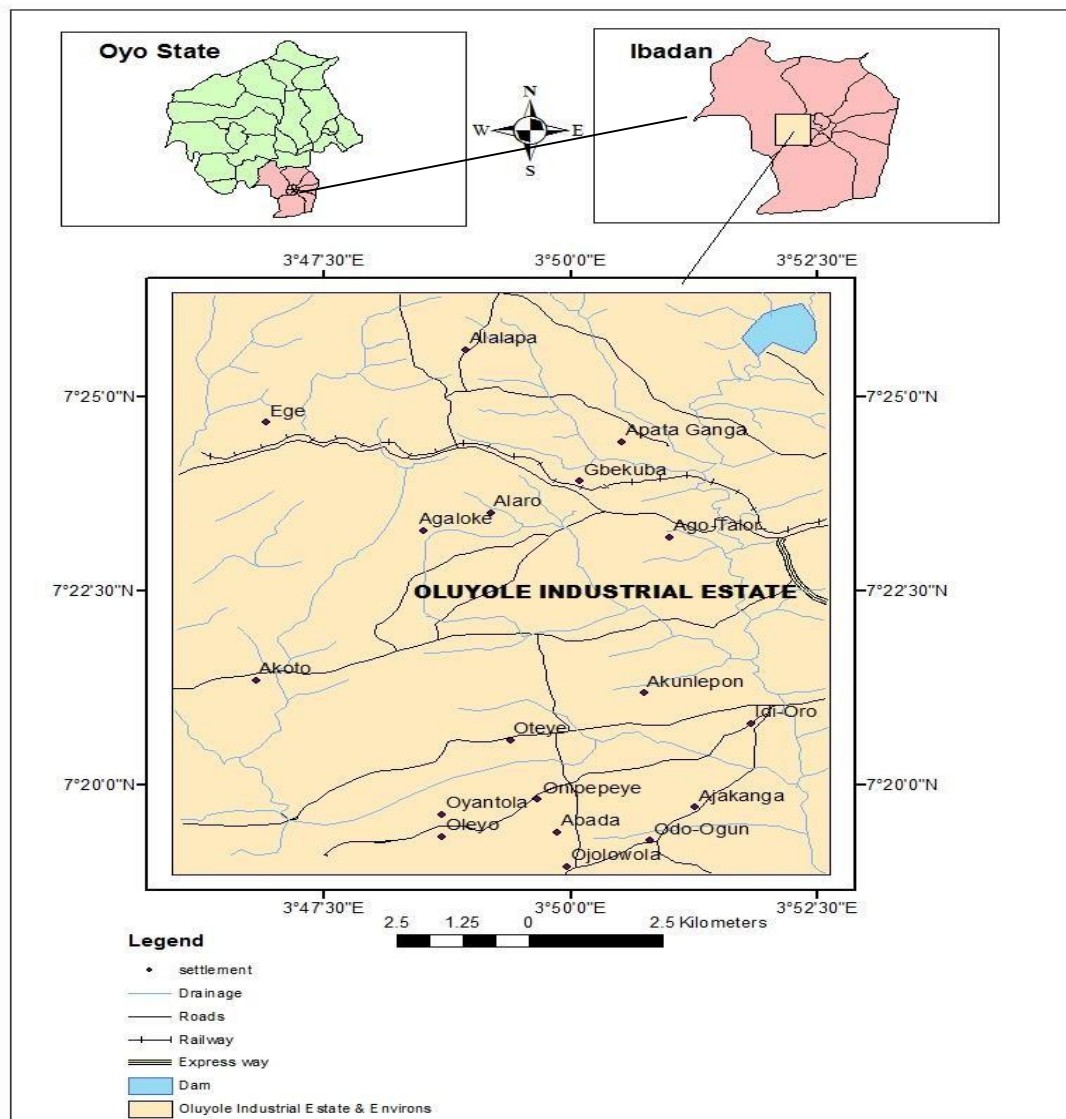 Oyo State
Ibadan
N
W E
S
3°47'30"E 3°50'0"E 3°52'30"E
Alalapa
7°25'0"N 7°25'0"N
Ege
Apata Ganga
Gbekuba
Alaro
Agaloke
Ago-Talor
7°22'30"N OLUYOLE INDUSTRIAL ESTATE 7°22'30"N
Akoto
Akunlepon
Idi-Oro
Oteye
7°20'0"N 7°20'0"N
Onipepeye
Oyantola Ajakanga
Oleyo Abada Odo-Ogun
Ojolowola
3°47'30"E 3°50'0"E 3°52'30"E
2.5 1.25 0 2.5 Kilometers
Legend
settlement
Drainage
Roads
Railway
Express way
Dam
Oluyole Industrial Estate & Environs